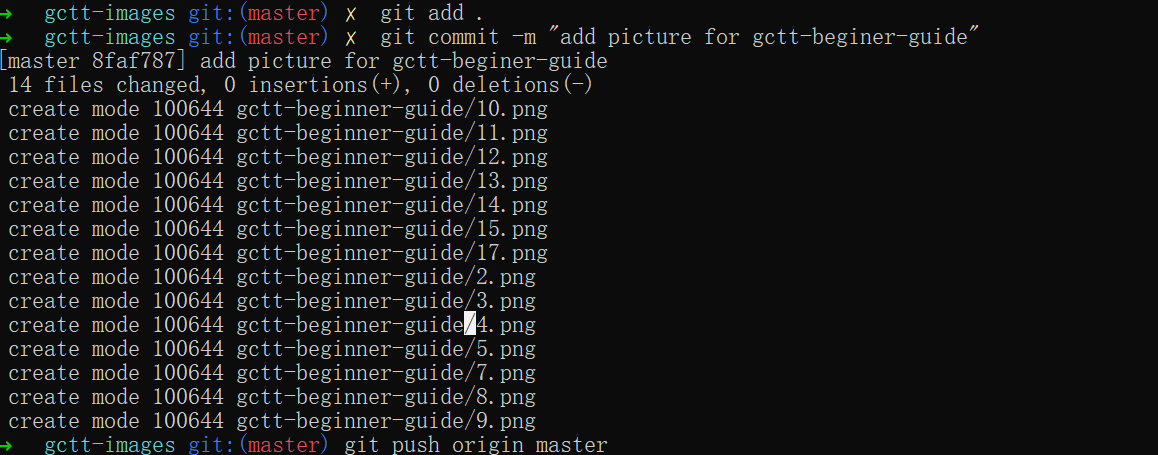 → gctt-images git:(master) ✗ git add .
→ gctt-images git:(master) ✗ git commit -m "add picture for gctt-beginer-guide"
[master 8faf787] add picture for gctt-beginer-guide
14 files changed, 0 insertions(+), 0 deletions(-)
create mode 100644 gctt-beginner-guide/10.png
create mode 100644 gctt-beginner-guide/11.png
create mode 100644 gctt-beginner-guide/12.png
create mode 100644 gctt-beginner-guide/13.png
create mode 100644 gctt-beginner-guide/14.png
create mode 100644 gctt-beginner-guide/15.png
create mode 100644 gctt-beginner-guide/17.png
create mode 100644 gctt-beginner-guide/2.png
create mode 100644 gctt-beginner-guide/3.png
create mode 100644 gctt-beginner-guide/4.png
create mode 100644 gctt-beginner-guide/5.png
create mode 100644 gctt-beginner-guide/7.png
create mode 100644 gctt-beginner-guide/8.png
create mode 100644 gctt-beginner-guide/9.png
→ gctt-images git:(master) git push origin master